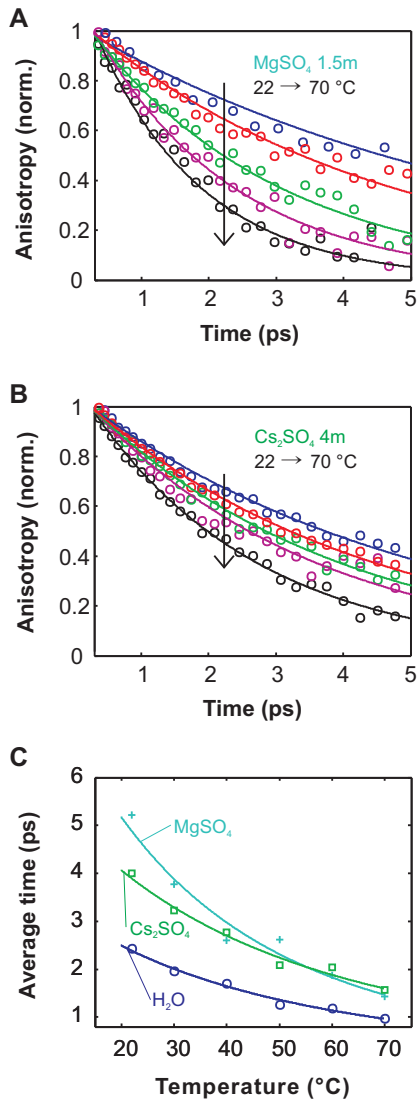 A
MgSO₄ 1.5m
22 → 70 °C
Anisotropy (norm.)
1
0.8
0.6
0.4
0.2
0
1 2 3 4 5
Time (ps)
B
Cs₂SO₄ 4m
22 → 70 °C
Anisotropy (norm.)
1
0.8
0.6
0.4
0.2
0
1 2 3 4 5
Time (ps)
C
Average time (ps)
6
5
4
3
2
1
MgSO₄
Cs₂SO₄
H₂O
20 30 40 50 60 70
Temperature (°C)